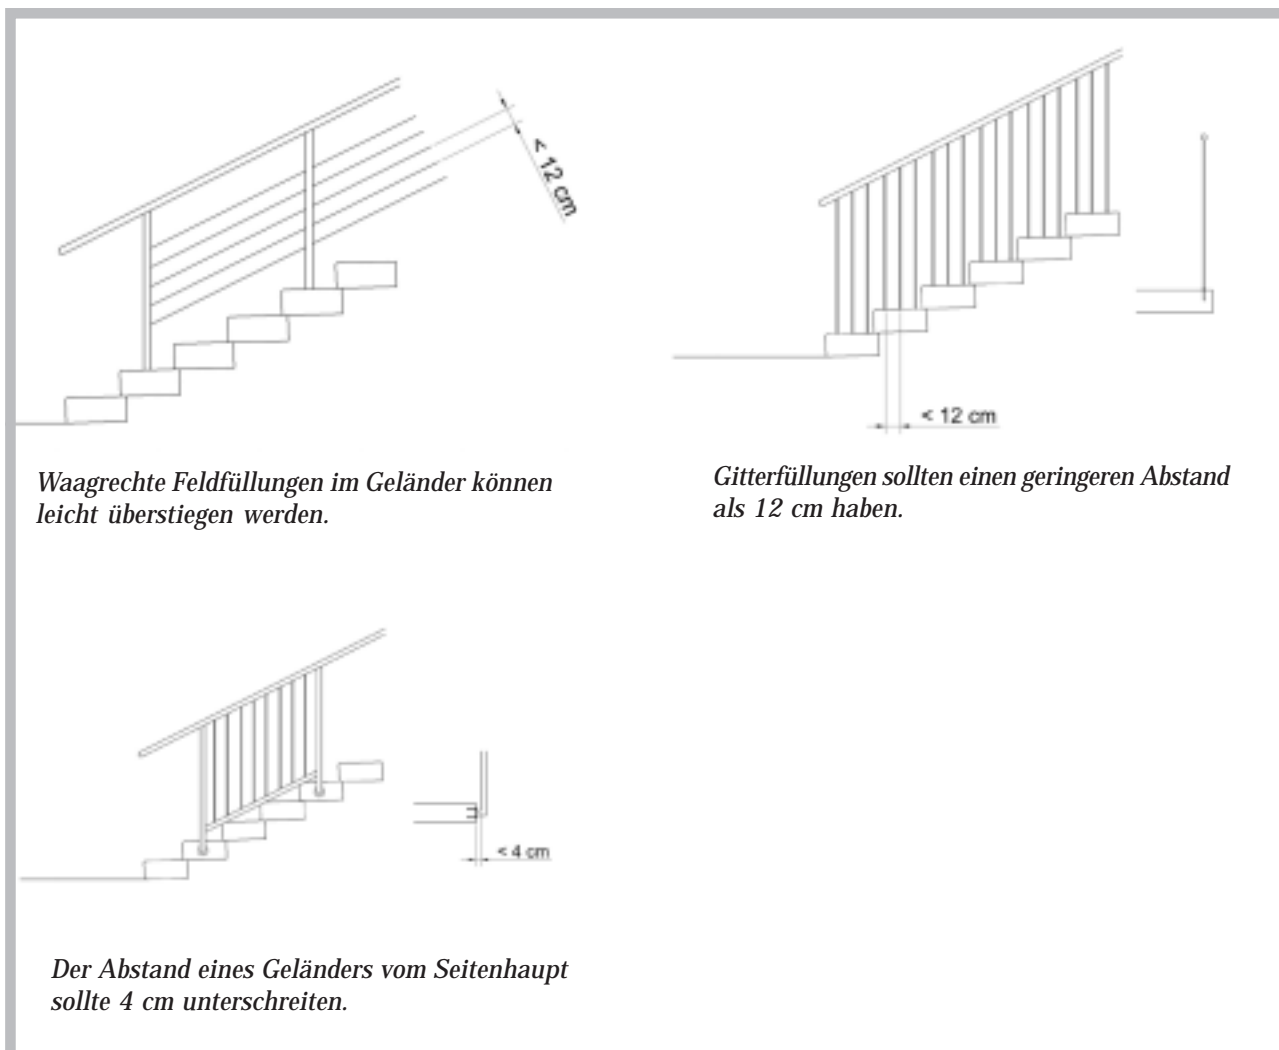 < 12 cm
< 12 cm
Waagrechte Feldfüllungen im Geländer können
leicht überstiegen werden.
Gitterfüllungen sollten einen geringeren Abstand
als 12 cm haben.
< 4 cm
Der Abstand eines Geländers vom Seitenhaupt
sollte 4 cm unterschreiten.